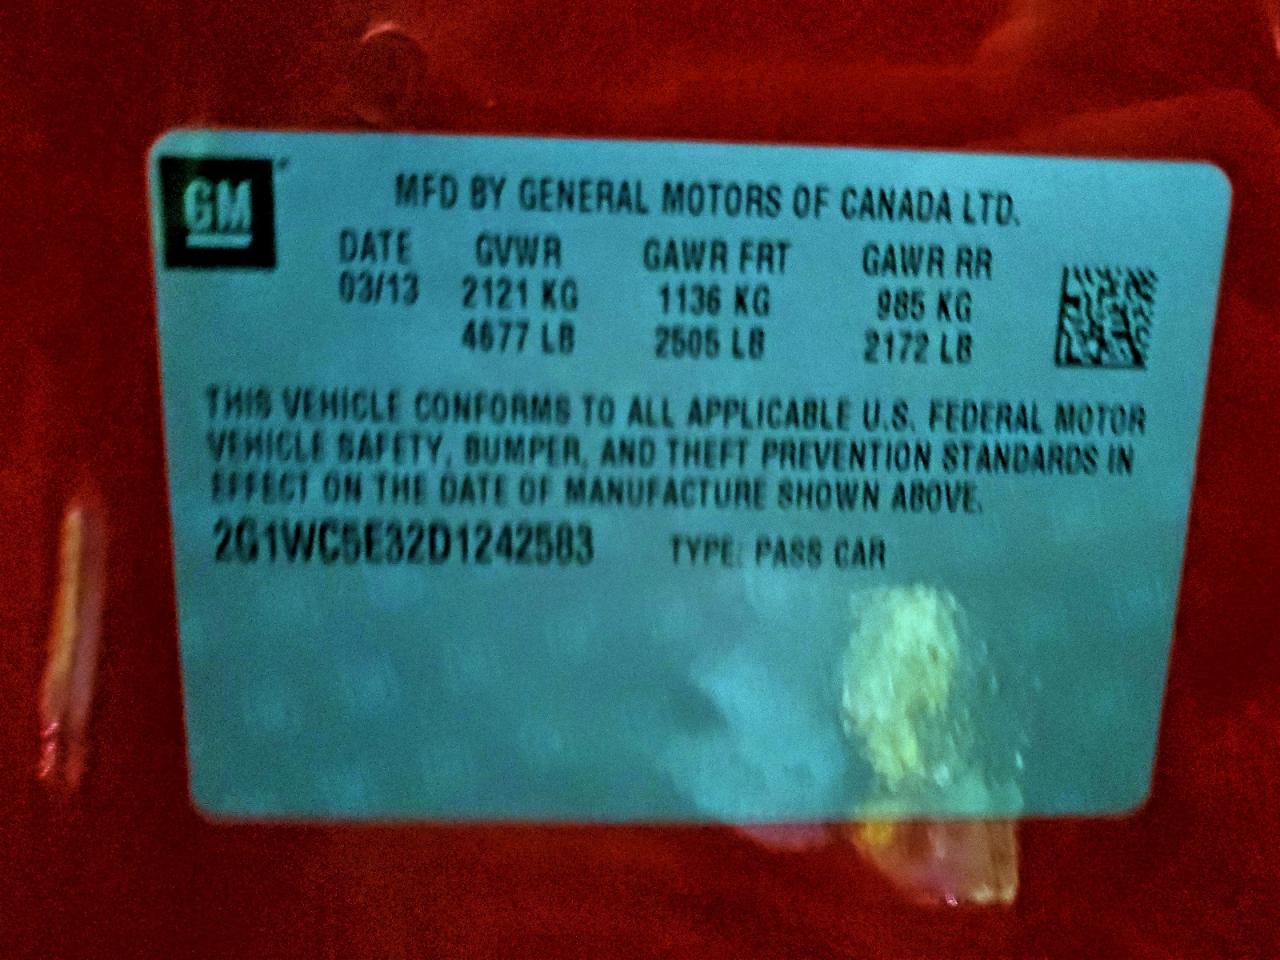 GM
MFD BY GENERAL MOTORS OF CANADA LTD.
DATE GVWR GAWR FRT GAWR RR
03/13 2121 KG 1136 KG 985 KG
4677 LB 2505 LB 2172 LB
THIS VEHICLE CONFORMS TO ALL APPLICABLE U.S. FEDERAL MOTOR
VEHICLE SAFETY, BUMPER, AND THEFT PREVENTION STANDARDS IN
EFFECT ON THE DATE OF MANUFACTURE SHOWN ABOVE.
2G1WC5E32D1242583 TYPE: PASS CAR